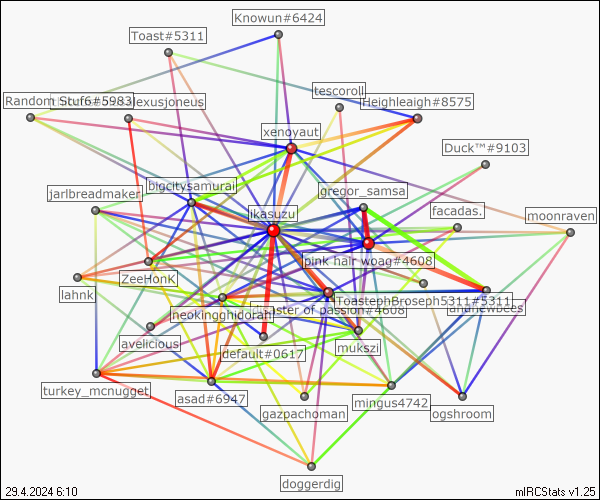 Knowun#6424
Toast#5311
tescoroll
Random Stuf6#5983
lexusjoneus
Heighleaigh#8575
xenoyaut
Duck™#9103
bigcitysamurai
gregor_samsa
jarlbreadmaker
ikasuzu
facadas.
moonraven
pink hair woag#4608
ZeeHonK
lahnk
ToastephBroseph5311#5311
neokingghidorah
aster of passion#4608
avelicious
mukszi
default#0617
turkey_mcnugget
asad#6947
mingus4742
gazpachoman
ogshroom
doggerdig
29.4.2024 6:10
mIRCStats v1.25